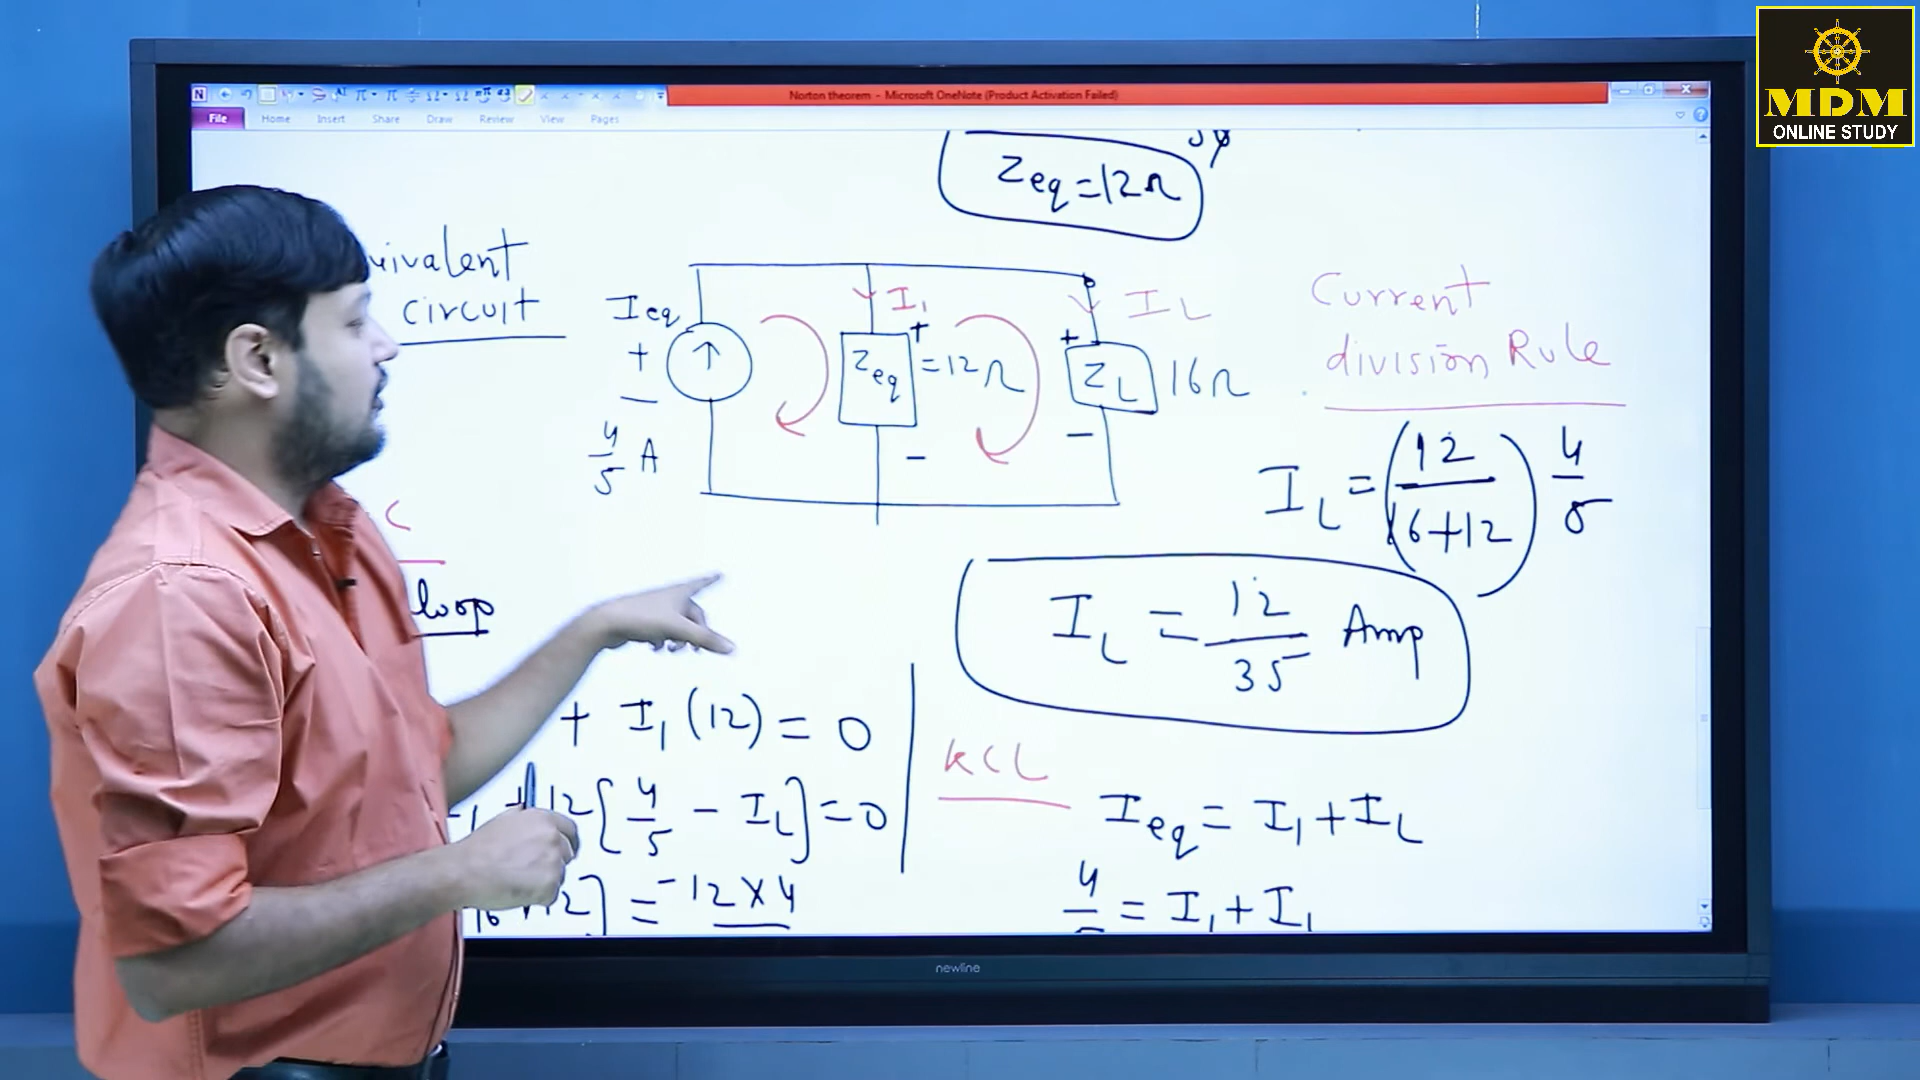 MDM
ONLINE STUDY
Norton theorem - Microsoft OneNote (Product Activation Failed)
File Home Insert Share Draw Review View Pages
Zeq = 12Ω
uivalent
circuit
Ieq
+
−
4/5 A
I1
+
Zeq = 12Ω
−
IL
+
ZL 16Ω
−
Current
division Rule
IL = (12/(16+12)) 4/5
IL = 12/35 Amp
loop
+ I1 (12) = 0
+12 [4/5 − IL] = 0
16 + 12] = −12 × 4
KCL
Ieq = I1 + IL
4 = I1 + I
newline